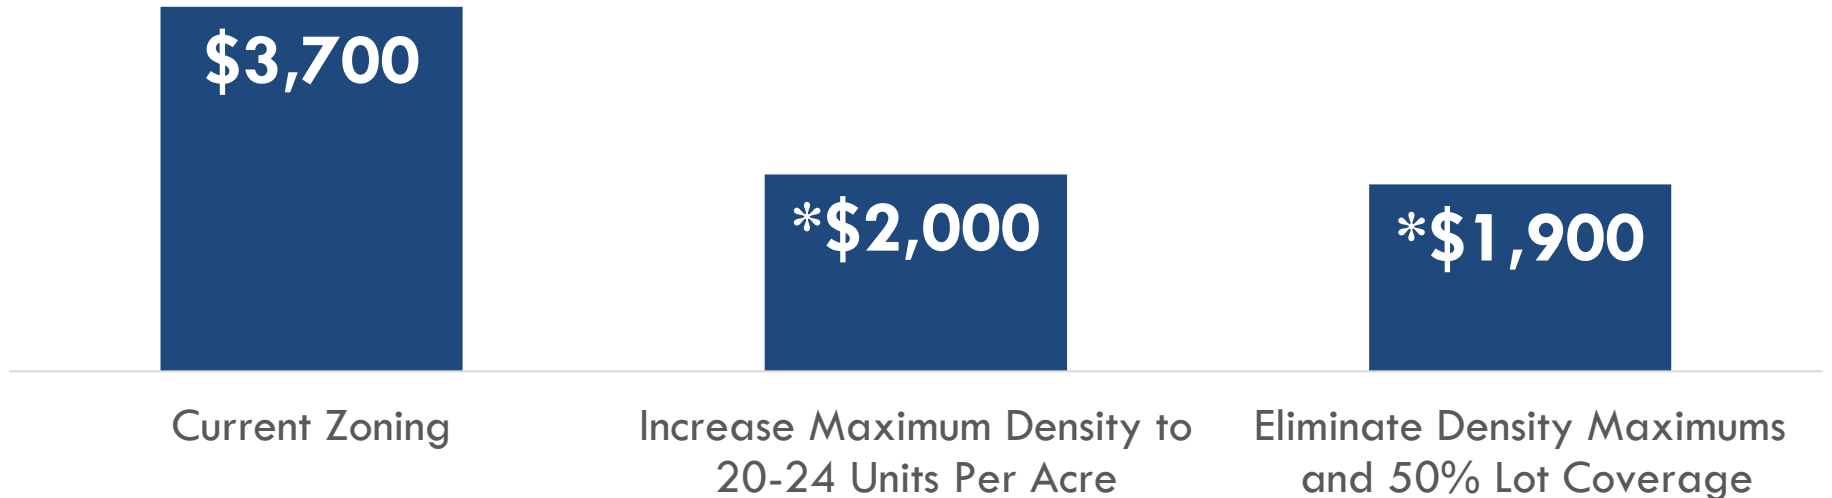 $3,700
*$2,000
*$1,900
Current Zoning
Increase Maximum Density to
20-24 Units Per Acre
Eliminate Density Maximums
and 50% Lot Coverage